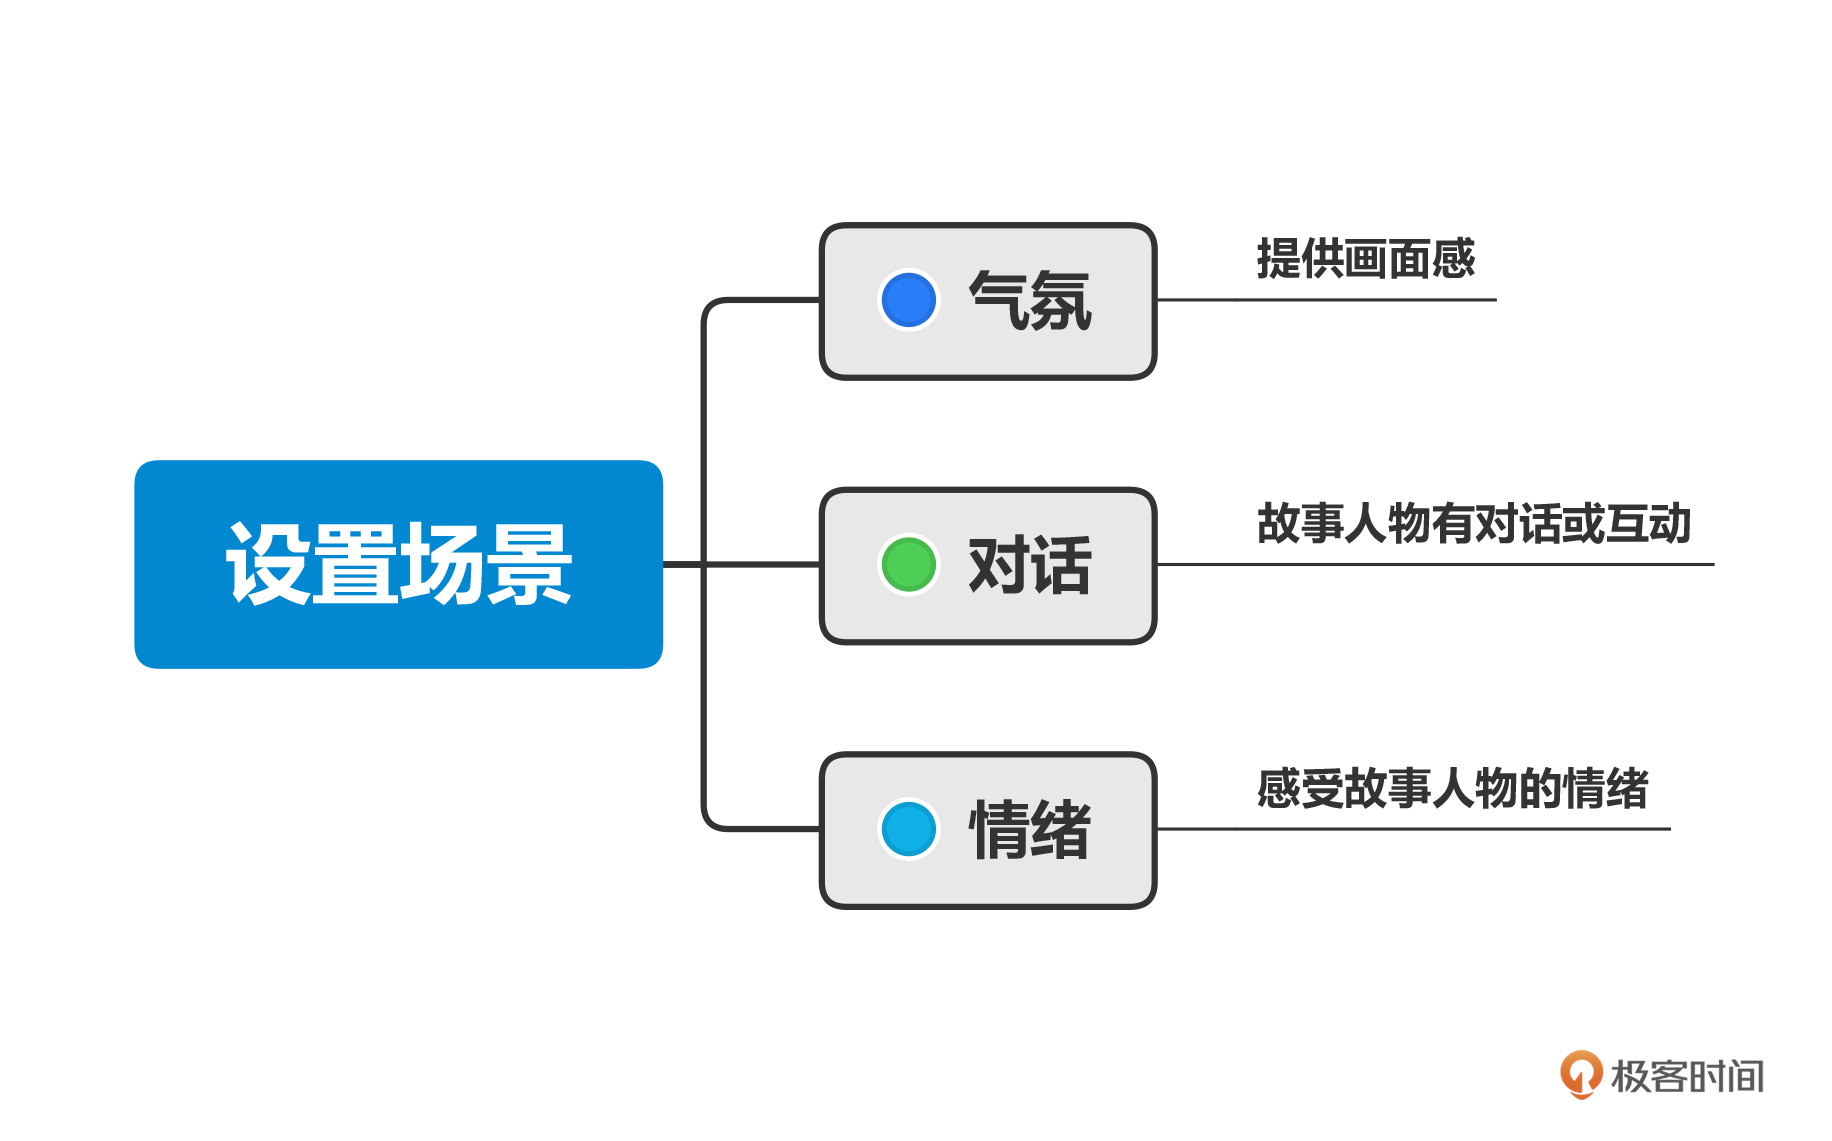 设置场景
气氛
提供画面感
对话
故事人物有对话或互动
情绪
感受故事人物的情绪
极客时间